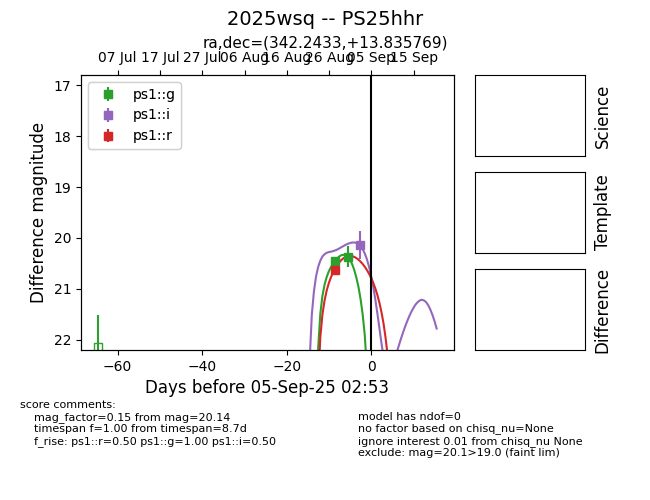 2025wsq -- PS25hhr
ra,dec=(342.2433,+13.835769)
07 Jul 17 Jul 27 Jul 06 Aug 16 Aug 26 Aug 05 Sep 15 Sep
17
18
19
20
21
22
Difference magnitude
ps1::g
ps1::i
ps1::r
−60 −40 −20 0
Days before 05-Sep-25 02:53
Science
Template
Difference
score comments:
mag_factor=0.15 from mag=20.14
timespan f=1.00 from timespan=8.7d
f_rise: ps1::r=0.50 ps1::g=1.00 ps1::i=0.50
model has ndof=0
no factor based on chisq_nu=None
ignore interest 0.01 from chisq_nu None
exclude: mag=20.1>19.0 (faint lim)